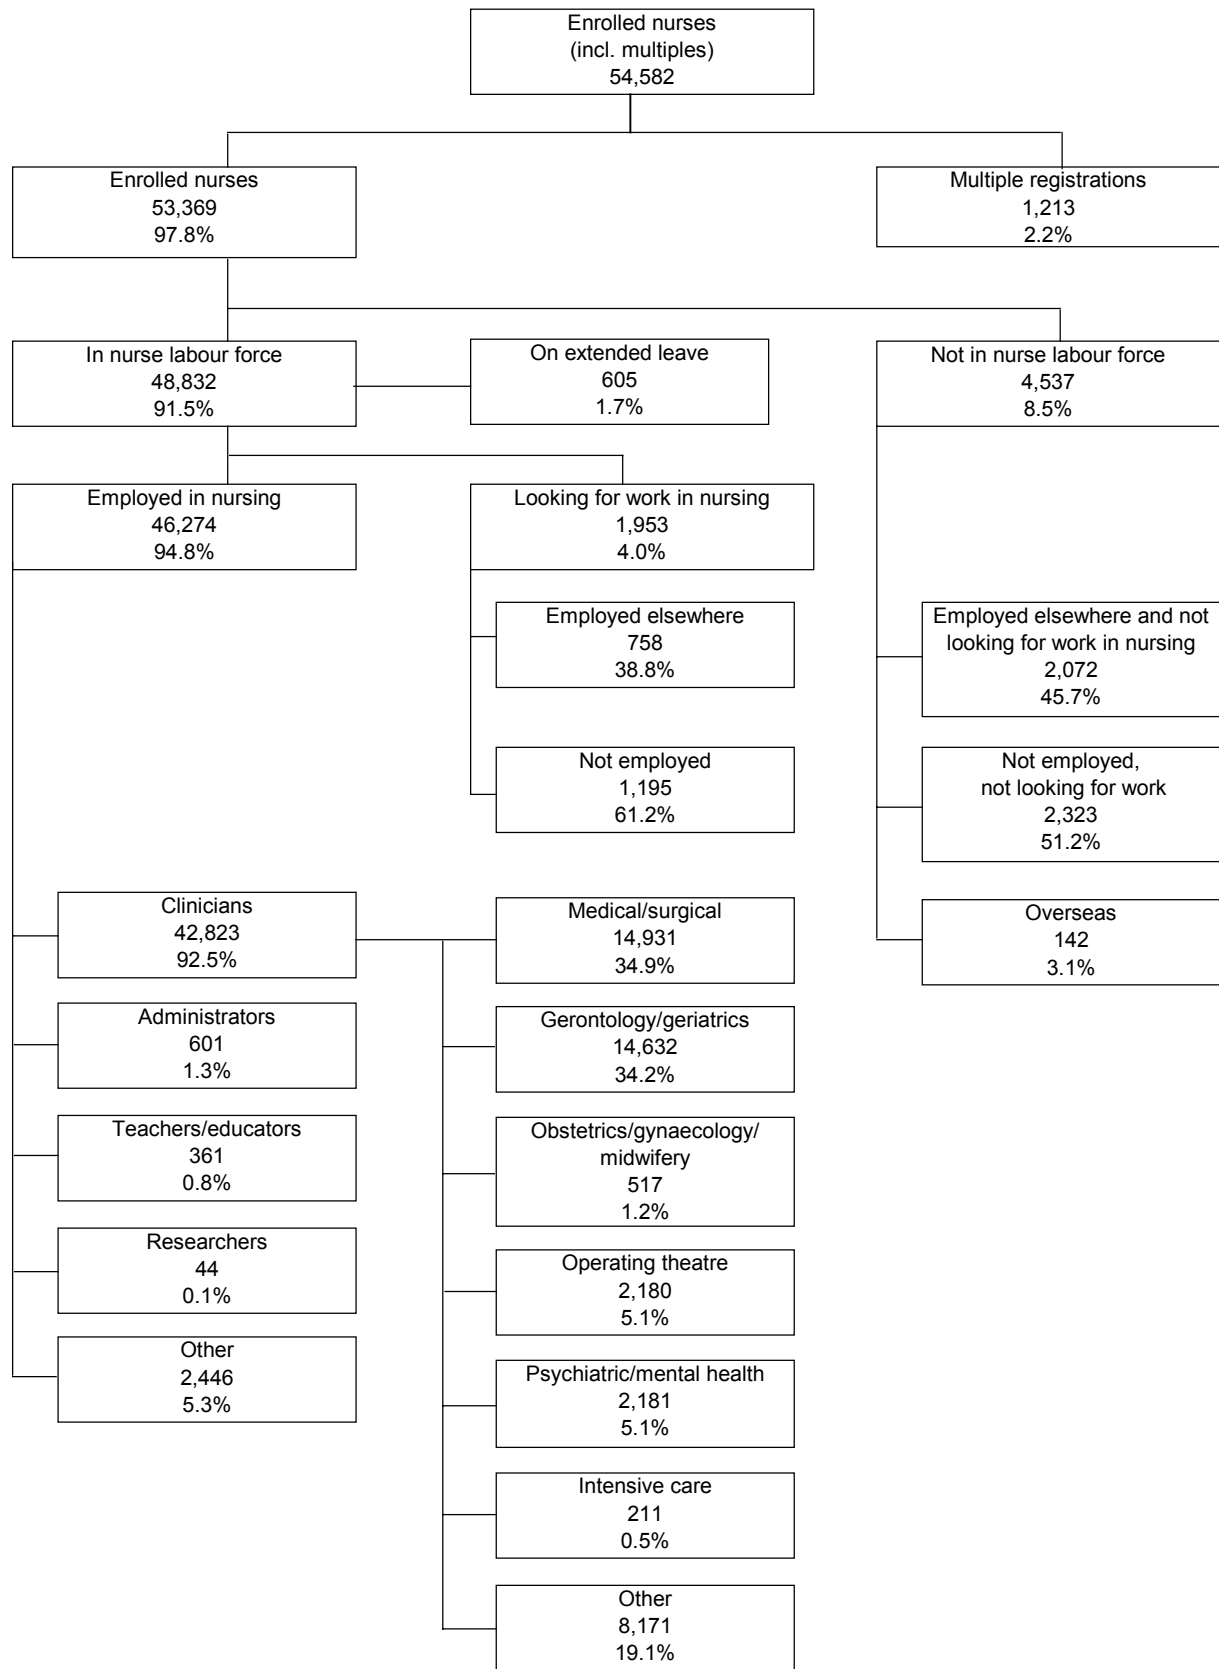 Enrolled nurses
(incl. multiples)
54,582
Enrolled nurses
53,369
97.8%
Multiple registrations
1,213
2.2%
In nurse labour force
48,832
91.5%
On extended leave
605
1.7%
Not in nurse labour force
4,537
8.5%
Employed in nursing
46,274
94.8%
Looking for work in nursing
1,953
4.0%
Employed elsewhere
758
38.8%
Employed elsewhere and not
looking for work in nursing
2,072
45.7%
Not employed
1,195
61.2%
Not employed,
not looking for work
2,323
51.2%
Clinicians
42,823
92.5%
Medical/surgical
14,931
34.9%
Overseas
142
3.1%
Administrators
601
1.3%
Gerontology/geriatrics
14,632
34.2%
Teachers/educators
361
0.8%
Obstetrics/gynaecology/
midwifery
517
1.2%
Researchers
44
0.1%
Operating theatre
2,180
5.1%
Other
2,446
5.3%
Psychiatric/mental health
2,181
5.1%
Intensive care
211
0.5%
Other
8,171
19.1%